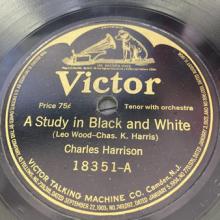 Victor
Price 75¢
Tenor with orchestra
A Study in Black and White
(Leo Wood-Chas. K. Harris)
Charles Harrison
18351-A
VICTOR TALKING MACHINE CO. Camden, N.J.